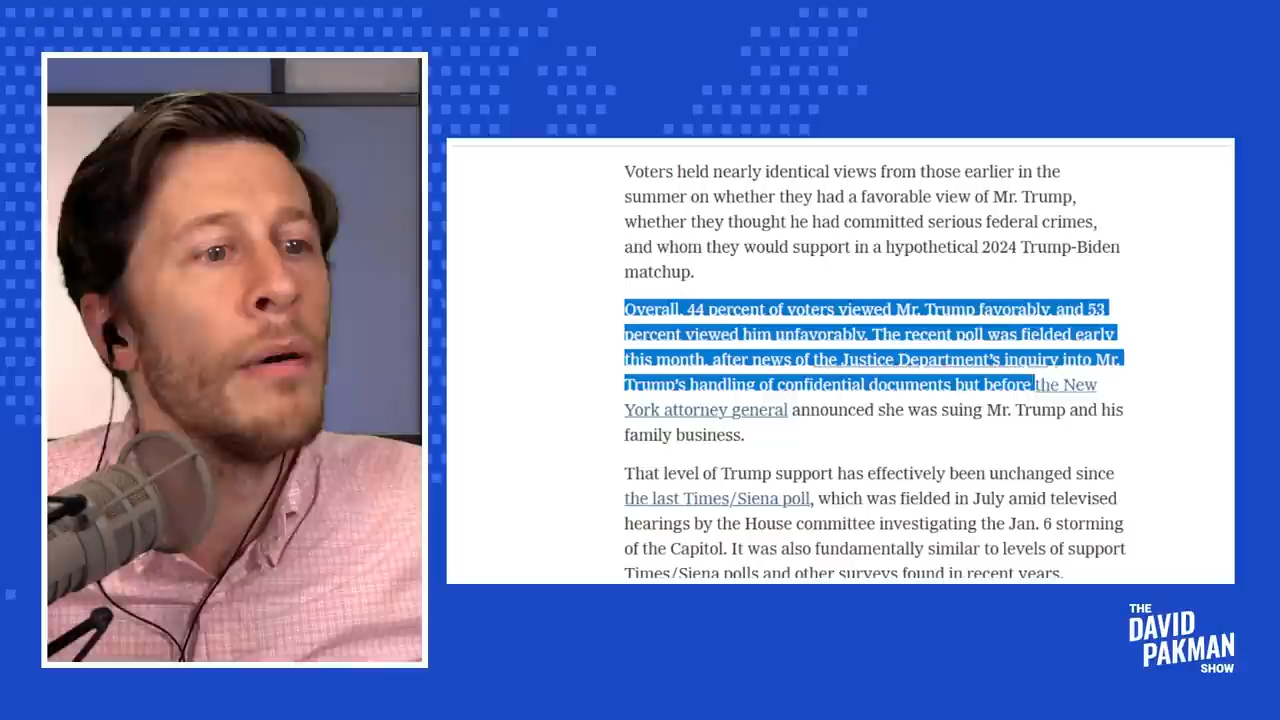 Voters held nearly identical views from those earlier in the
summer on whether they had a favorable view of Mr. Trump,
whether they thought he had committed serious federal crimes,
and whom they would support in a hypothetical 2024 Trump-Biden
matchup.
Overall, 44 percent of voters viewed Mr. Trump favorably, and 53
percent viewed him unfavorably. The recent poll was fielded early
this month, after news of the Justice Department’s inquiry into Mr.
Trump’s handling of confidential documents but before the New
York attorney general announced she was suing Mr. Trump and his
family business.
That level of Trump support has effectively been unchanged since
the last Times/Siena poll, which was fielded in July amid televised
hearings by the House committee investigating the Jan. 6 storming
of the Capitol. It was also fundamentally similar to levels of support
Times/Siena polls and other surveys found in recent years.
THE
DAVID
PAKMAN
SHOW